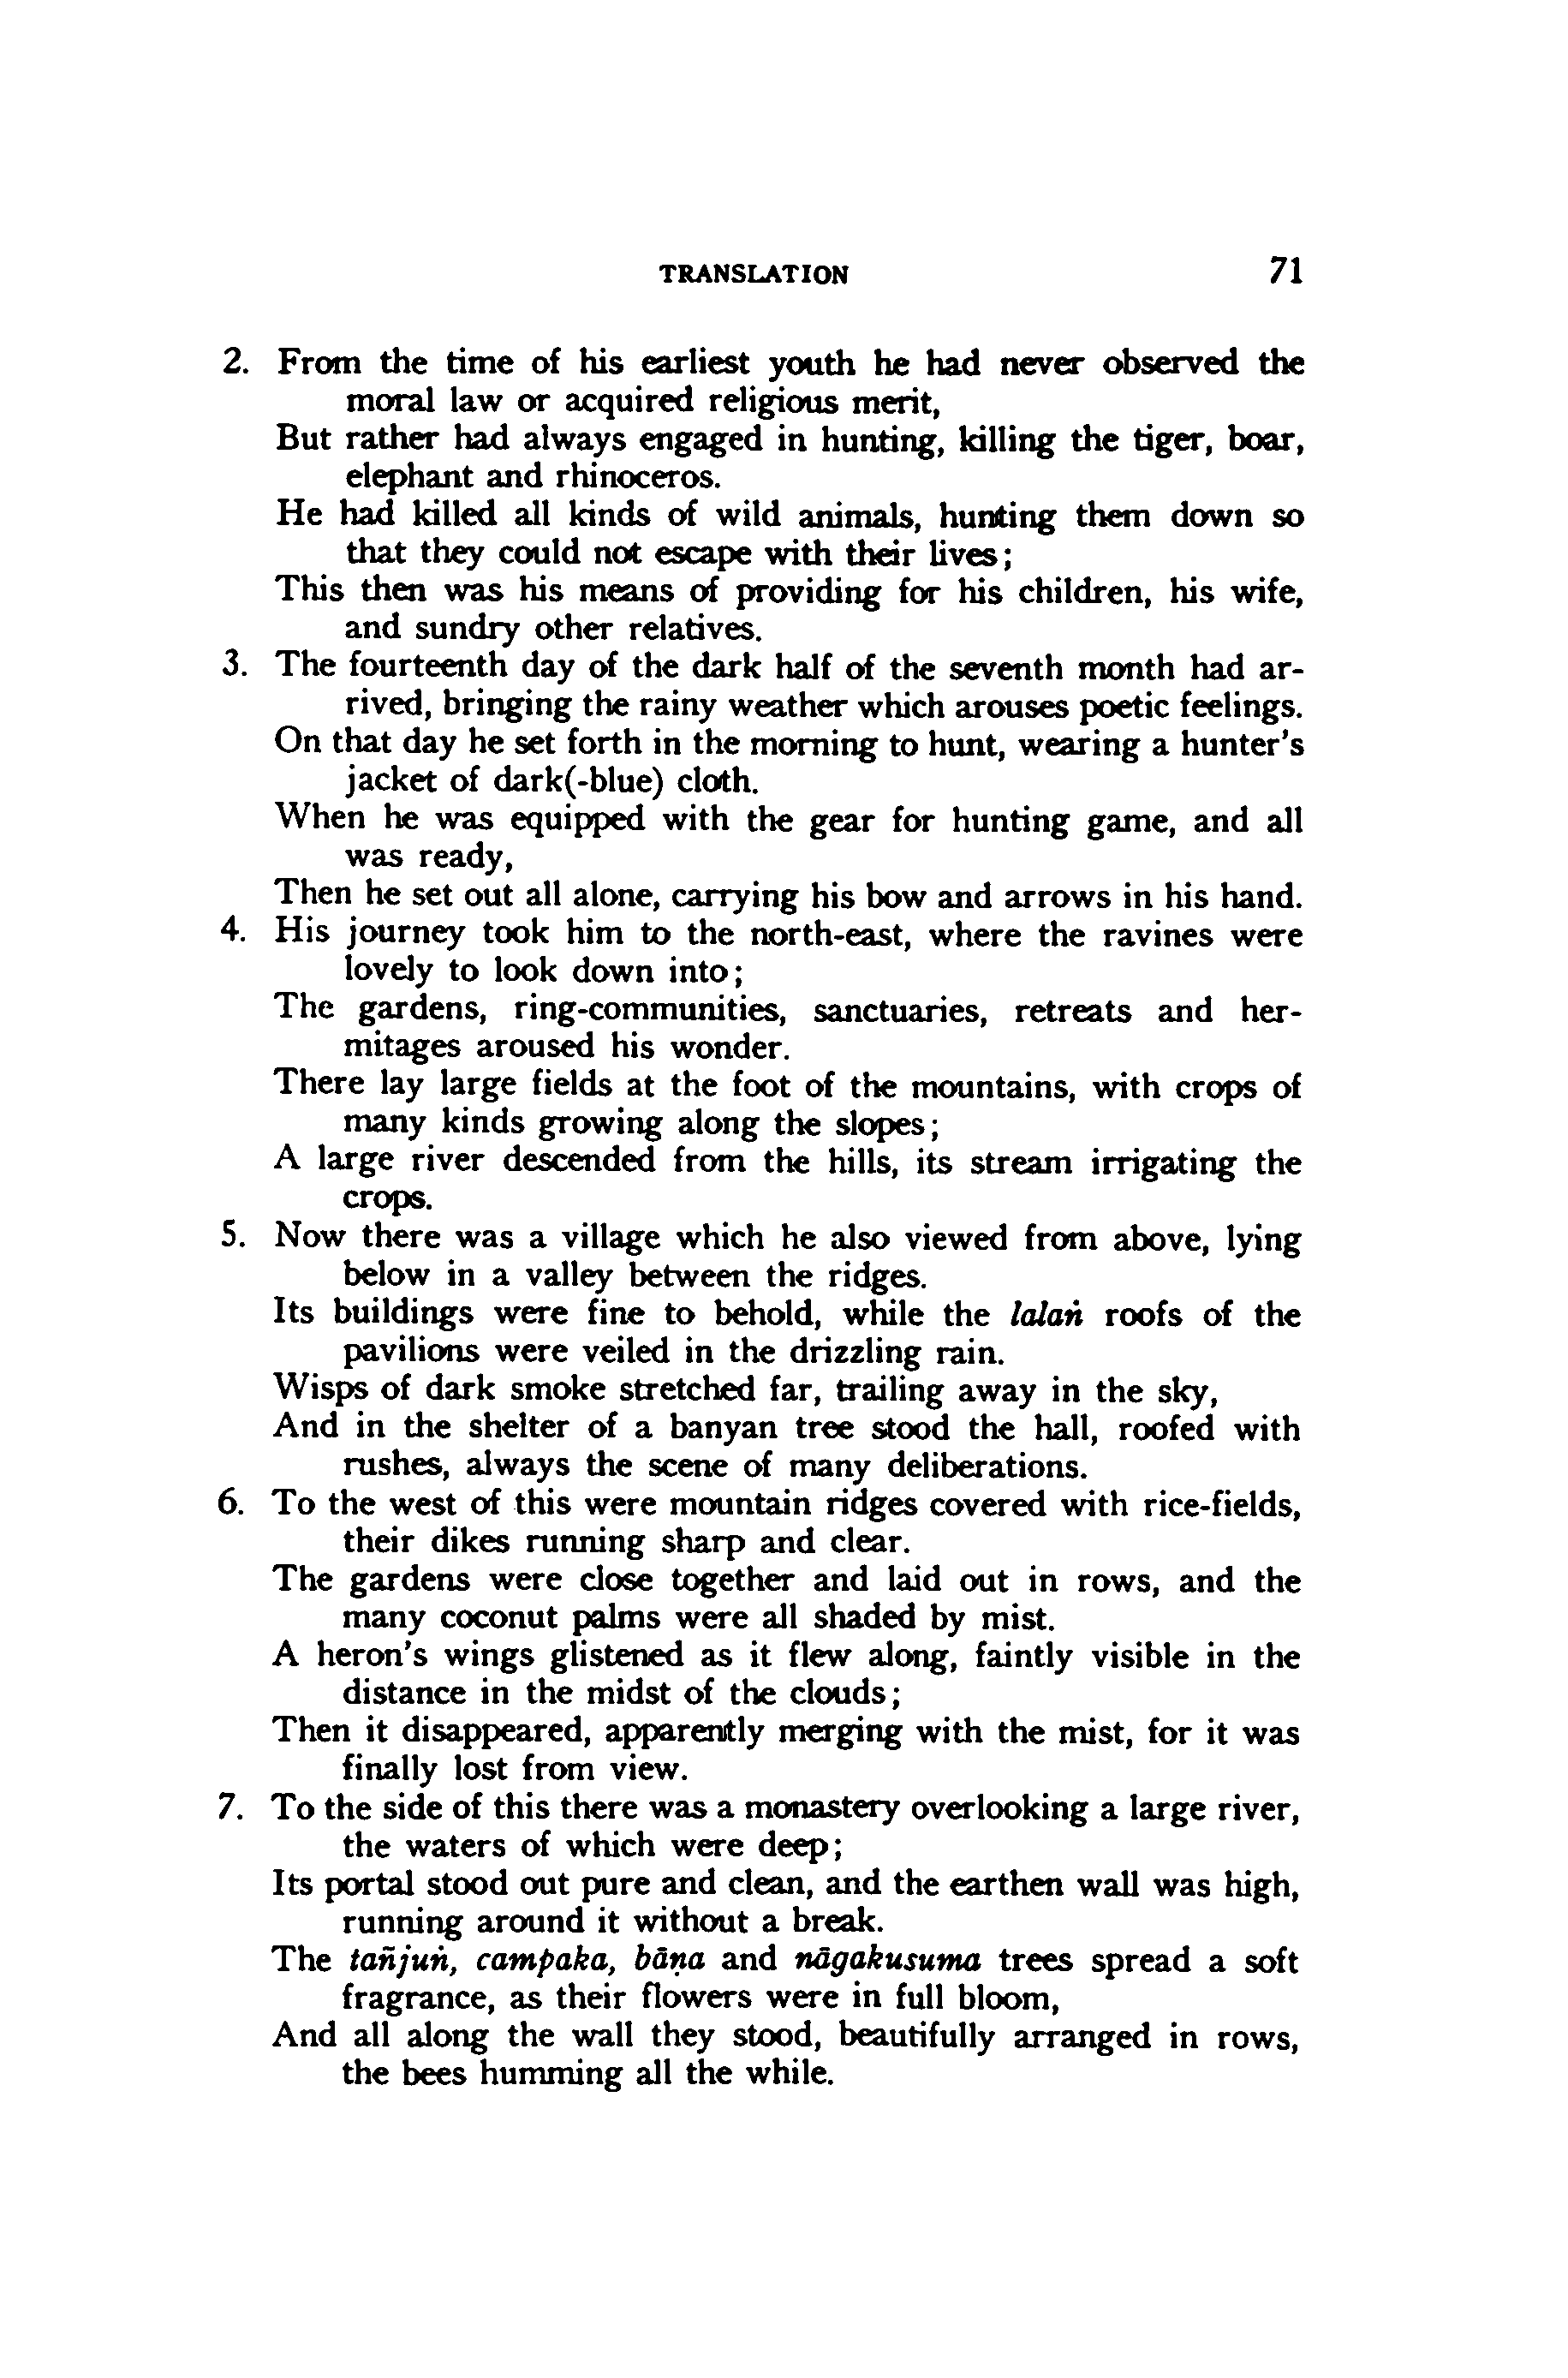 TRANSLATION 71
2. From the time of his earliest youth he had never observed the
moral law or acquired religious merit,
But rather had always engaged in hunting, killing the tiger, boar,
elephant and rhinoceros.
He had killed all kinds of wild animals, hunting them down so
that they could not escape with their lives;
This then was his means of providing for his children, his wife,
and sundry other relatives.
3. The fourteenth day of the dark half of the seventh month had ar-
rived, bringing the rainy weather which arouses poetic feelings.
On that day he set forth in the morning to hunt, wearing a hunter's
jacket of dark(-blue) cloth.
When he was equipped with the gear for hunting game, and all
was ready,
Then he set out all alone, carrying his bow and arrows in his hand.
4. His journey took him to the north-east, where the ravines were
lovely to look down into;
The gardens, ring-communities, sanctuaries, retreats and her-
mitages aroused his wonder.
There lay large fields at the foot of the mountains, with crops of
many kinds growing along the slopes;
A large river descended from the hills, its stream irrigating the
crops.
5. Now there was a village which he also viewed from above, lying
below in a valley between the ridges.
Its buildings were fine to behold, while the lalaṅ roofs of the
pavilions were veiled in the drizzling rain.
Wisps of dark smoke stretched far, trailing away in the sky,
And in the shelter of a banyan tree stood the hall, roofed with
rushes, always the scene of many deliberations.
6. To the west of this were mountain ridges covered with rice-fields,
their dikes running sharp and clear.
The gardens were close together and laid out in rows, and the
many coconut palms were all shaded by mist.
A heron's wings glistened as it flew along, faintly visible in the
distance in the midst of the clouds;
Then it disappeared, apparently merging with the mist, for it was
finally lost from view.
7. To the side of this there was a monastery overlooking a large river,
the waters of which were deep;
Its portal stood out pure and clean, and the earthen wall was high,
running around it without a break.
The tañjuṅ, campaka, bāṇa and nāgakusuma trees spread a soft
fragrance, as their flowers were in full bloom,
And all along the wall they stood, beautifully arranged in rows,
the bees humming all the while.